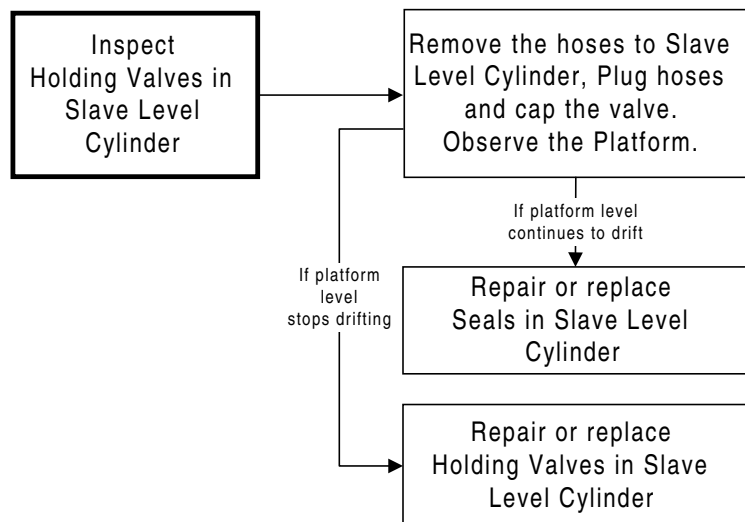 Inspect
Holding Valves in
Slave Level
Cylinder
Remove the hoses to Slave
Level Cylinder, Plug hoses
and cap the valve.
Observe the Platform.
If platform level
continues to drift
If platform
level
stops drifting
Repair or replace
Seals in Slave Level
Cylinder
Repair or replace
Holding Valves in Slave
Level Cylinder